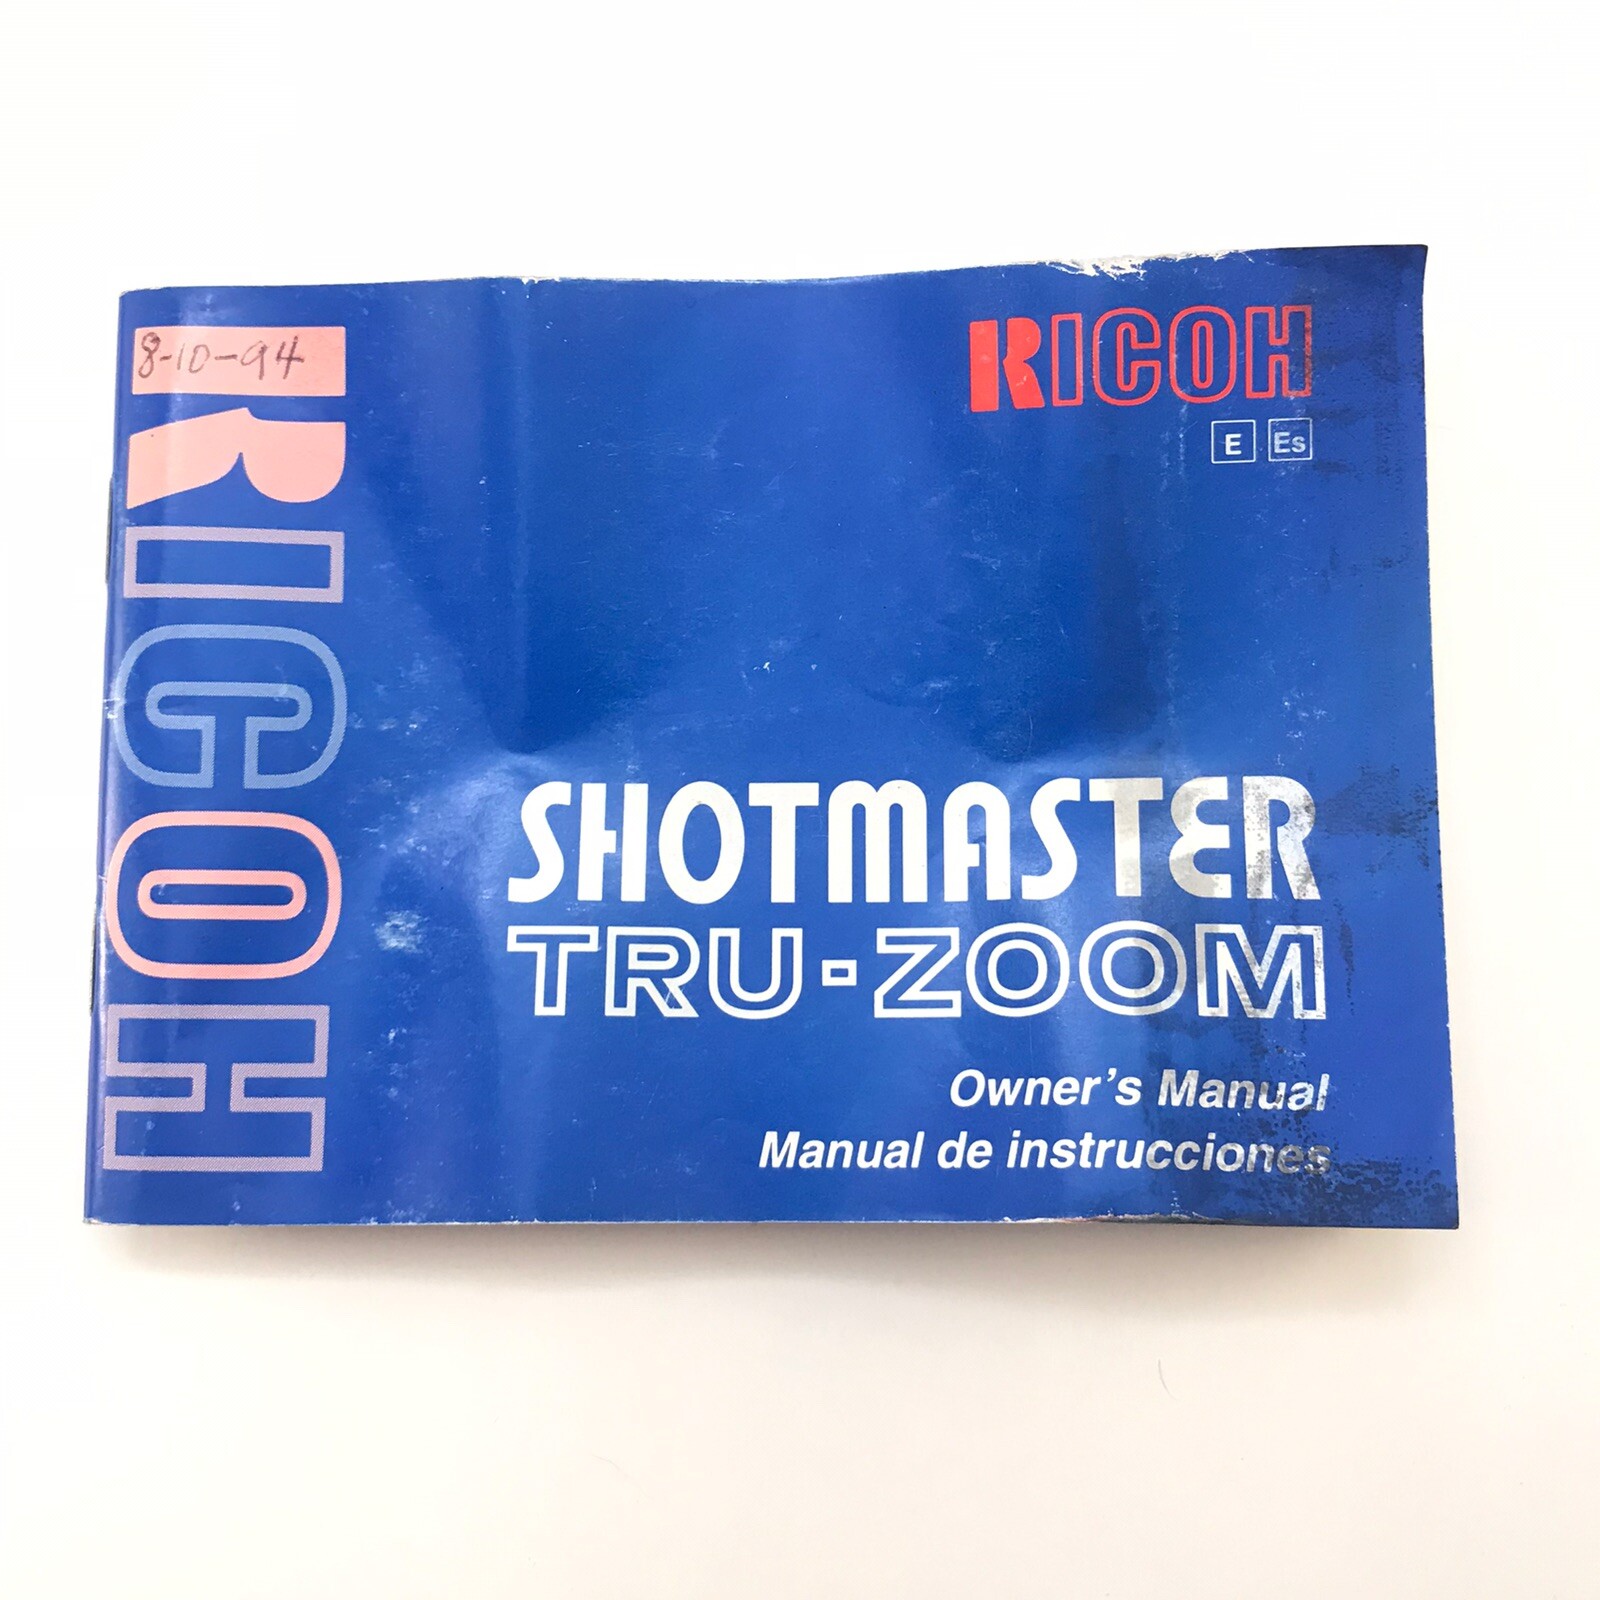 8-10-94
RICOH
RICOH
E Es
SHOTMASTER
TRU-ZOOM
Owner's Manual
Manual de instrucciones